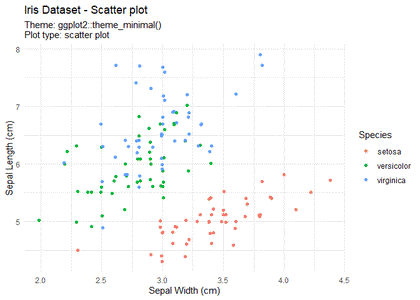 Iris Dataset - Scatter plot
Theme: ggplot2::theme_minimal()
Plot type: scatter plot
8
7
6
5
Sepal Length (cm)
2.0 2.5 3.0 3.5 4.0 4.5
Sepal Width (cm)
Species
setosa
versicolor
virginica